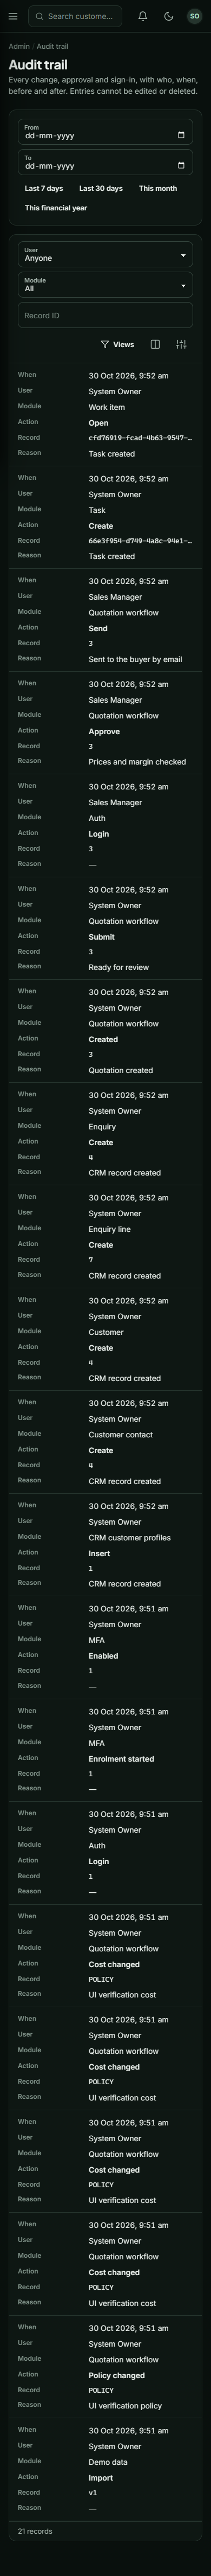 Search custome...
SO
Admin / Audit trail
Audit trail
Every change, approval and sign-in, with who, when,
before and after. Entries cannot be edited or deleted.
From
dd-mm-yyyy
To
dd-mm-yyyy
Last 7 days Last 30 days This month
This financial year
User
Anyone
Module
All
Record ID
Views
When 30 Oct 2026, 9:52 am
User System Owner
Module Work item
Action Open
Record cfd76919-fcad-4b63-9547-…
Reason Task created
When 30 Oct 2026, 9:52 am
User System Owner
Module Task
Action Create
Record 66e3f954-d749-4a8c-94e1-…
Reason Task created
When 30 Oct 2026, 9:52 am
User Sales Manager
Module Quotation workflow
Action Send
Record 3
Reason Sent to the buyer by email
When 30 Oct 2026, 9:52 am
User Sales Manager
Module Quotation workflow
Action Approve
Record 3
Reason Prices and margin checked
When 30 Oct 2026, 9:52 am
User Sales Manager
Module Auth
Action Login
Record 3
Reason —
When 30 Oct 2026, 9:52 am
User System Owner
Module Quotation workflow
Action Submit
Record 3
Reason Ready for review
When 30 Oct 2026, 9:52 am
User System Owner
Module Quotation workflow
Action Created
Record 3
Reason Quotation created
When 30 Oct 2026, 9:52 am
User System Owner
Module Enquiry
Action Create
Record 4
Reason CRM record created
When 30 Oct 2026, 9:52 am
User System Owner
Module Enquiry line
Action Create
Record 7
Reason CRM record created
When 30 Oct 2026, 9:52 am
User System Owner
Module Customer
Action Create
Record 4
Reason CRM record created
When 30 Oct 2026, 9:52 am
User System Owner
Module Customer contact
Action Create
Record 4
Reason CRM record created
When 30 Oct 2026, 9:52 am
User System Owner
Module CRM customer profiles
Action Insert
Record 1
Reason CRM record created
When 30 Oct 2026, 9:51 am
User System Owner
Module MFA
Action Enabled
Record 1
Reason —
When 30 Oct 2026, 9:51 am
User System Owner
Module MFA
Action Enrolment started
Record 1
Reason —
When 30 Oct 2026, 9:51 am
User System Owner
Module Auth
Action Login
Record 1
Reason —
When 30 Oct 2026, 9:51 am
User System Owner
Module Quotation workflow
Action Cost changed
Record POLICY
Reason UI verification cost
When 30 Oct 2026, 9:51 am
User System Owner
Module Quotation workflow
Action Cost changed
Record POLICY
Reason UI verification cost
When 30 Oct 2026, 9:51 am
User System Owner
Module Quotation workflow
Action Cost changed
Record POLICY
Reason UI verification cost
When 30 Oct 2026, 9:51 am
User System Owner
Module Quotation workflow
Action Cost changed
Record POLICY
Reason UI verification cost
When 30 Oct 2026, 9:51 am
User System Owner
Module Quotation workflow
Action Policy changed
Record POLICY
Reason UI verification policy
When 30 Oct 2026, 9:51 am
User System Owner
Module Demo data
Action Import
Record v1
Reason —
21 records